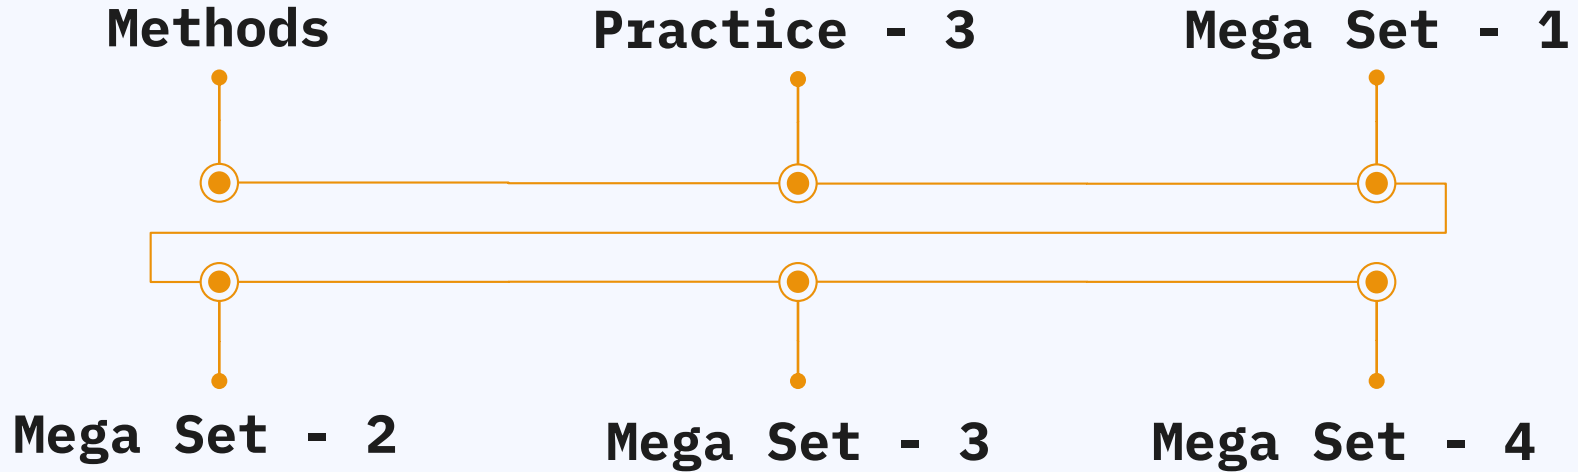 Methods
Practice - 3
Mega Set - 1
Mega Set - 2
Mega Set - 3
Mega Set - 4